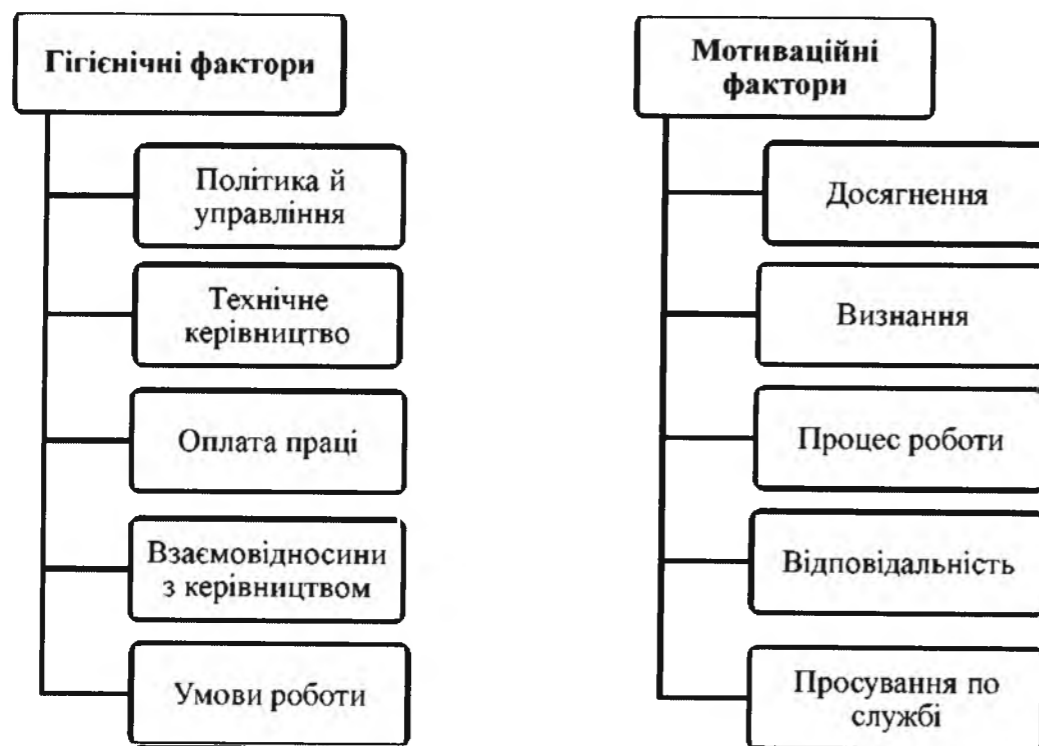 Гігієнічні фактори
Політика й
управління
Технічне
керівництво
Оплата праці
Взаємовідносини
з керівництвом
Умови роботи
Мотиваційні
фактори
Досягнення
Визнання
Процес роботи
Відповідальність
Просування по
службі